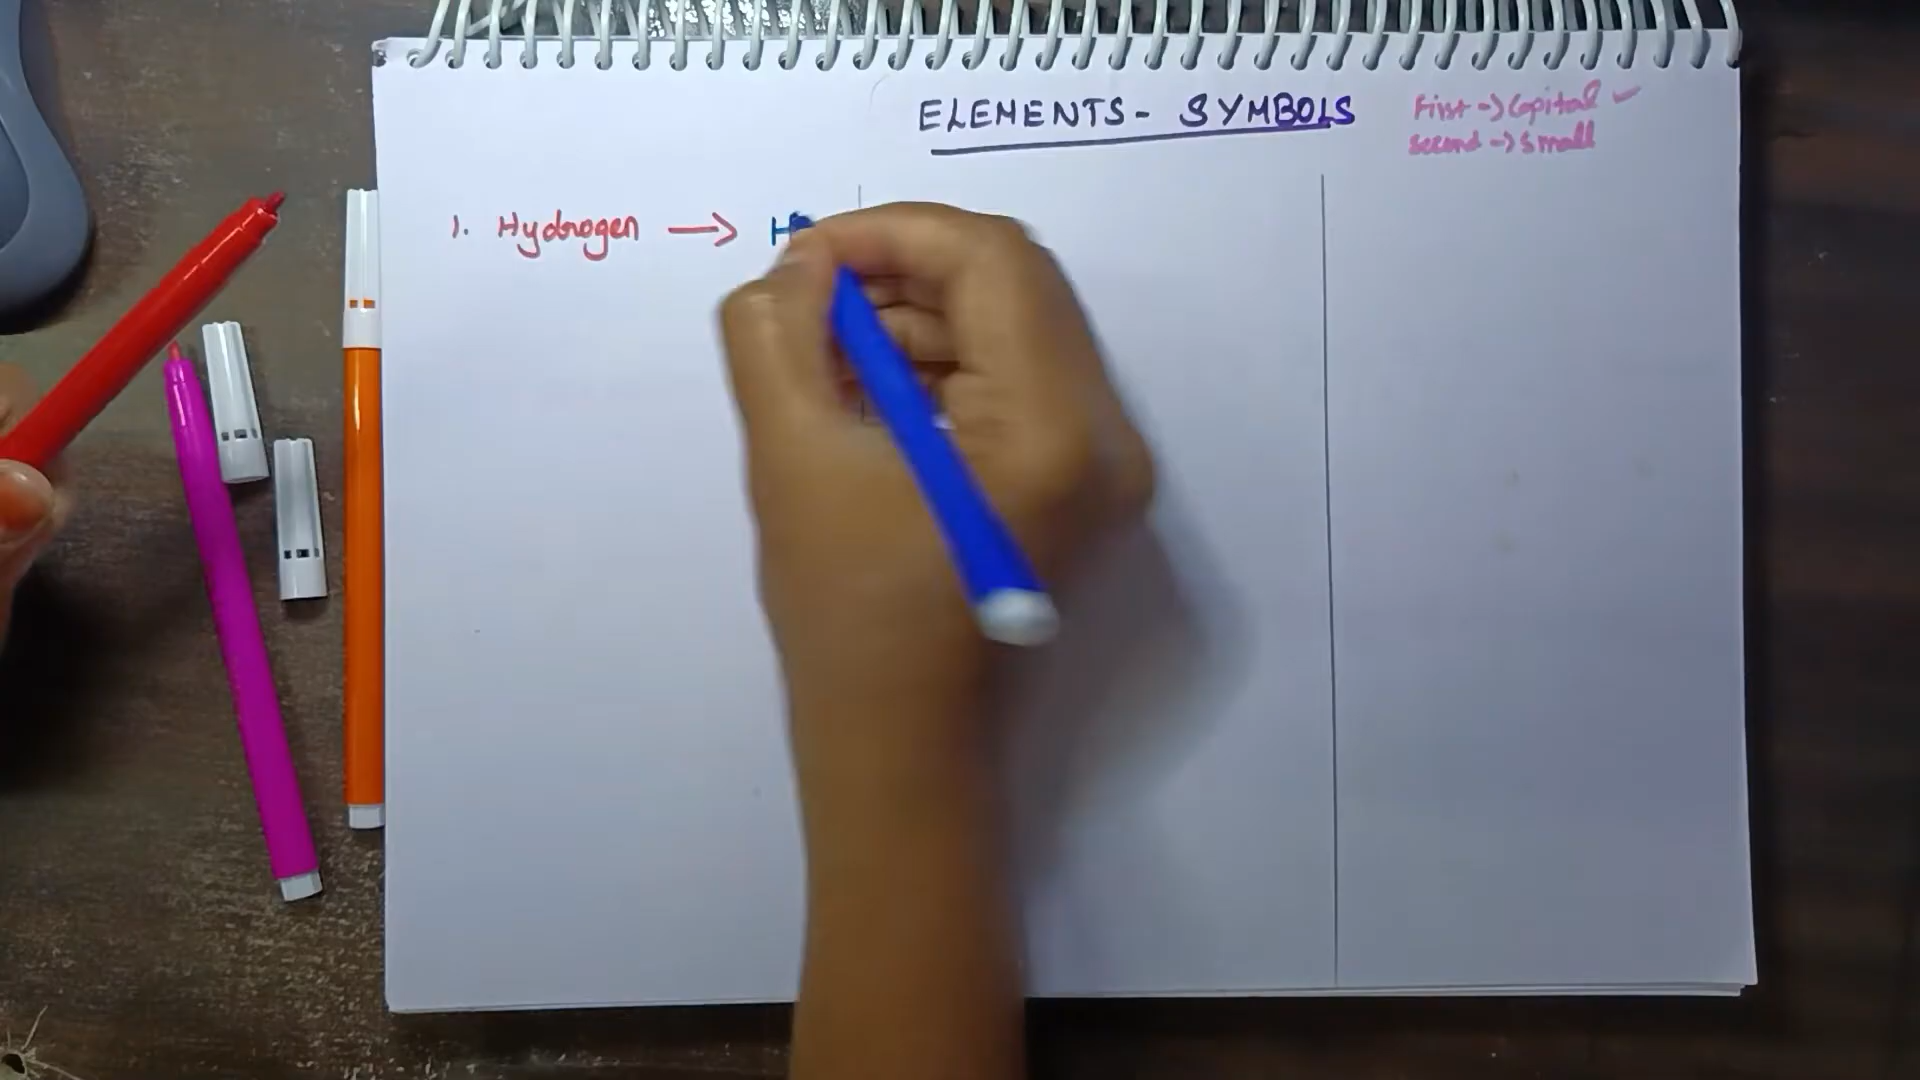 ELEMENTS - SYMBOLS
First -> Capital ✓
Second -> Small
1. Hydrogen → H